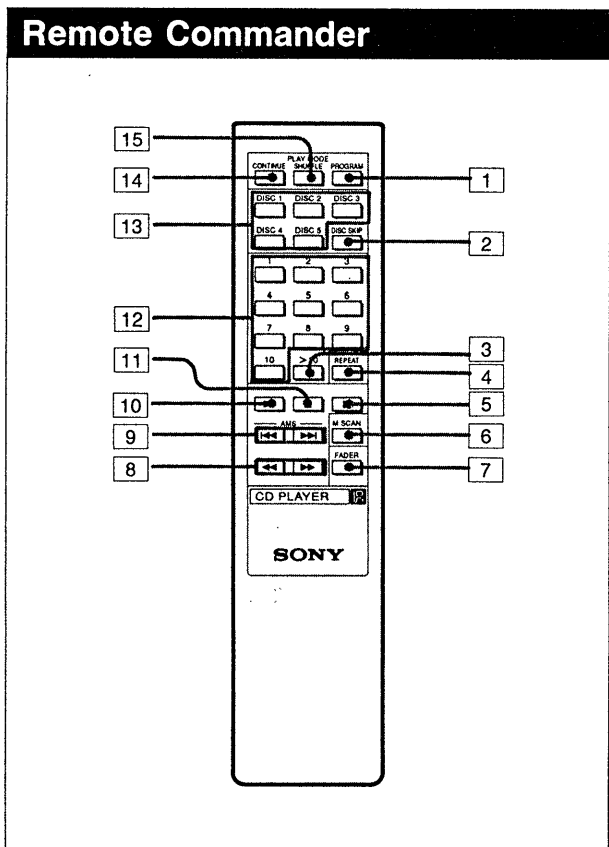 Remote Commander
15
PLAY MODE
CONTINUE SHUFFLE PROGRAM
14
1
DISC 1 DISC 2 DISC 3
13
DISC 4 DISC 5 DISC SKIP
2
1 2 3
4 5 6
12
7 8 9
11
3
10 >10 REPEAT
4
10
5
AMS M SCAN
9
6
FADER
8
7
CD PLAYER
SONY